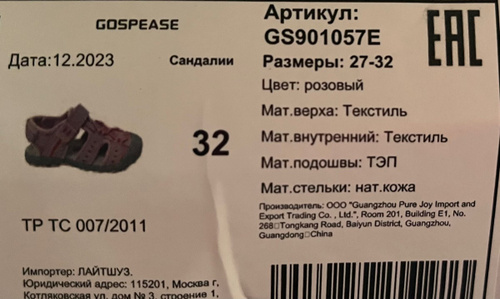 GOSPEASE
Дата:12.2023
Сандалии
32
ТР ТС 007/2011
Импортер: ЛАЙТШУЗ.
Юридический адрес: 115201, Москва г,
Котляковская ул, дом № 3, строение 1,
Артикул:
GS901057E
EAC
Размеры: 27-32
Цвет: розовый
Мат.верха: Текстиль
Мат.внутренний: Текстиль
Мат.подошвы: ТЭП
Мат.стельки: нат.кожа
Производитель: ООО "Guangzhou Pure Joy Import and
Export Trading Co. , Ltd.", Room 201, Building E1, No.
268□Tongkang Road, Baiyun District, Guangzhou,
Guangdong□China